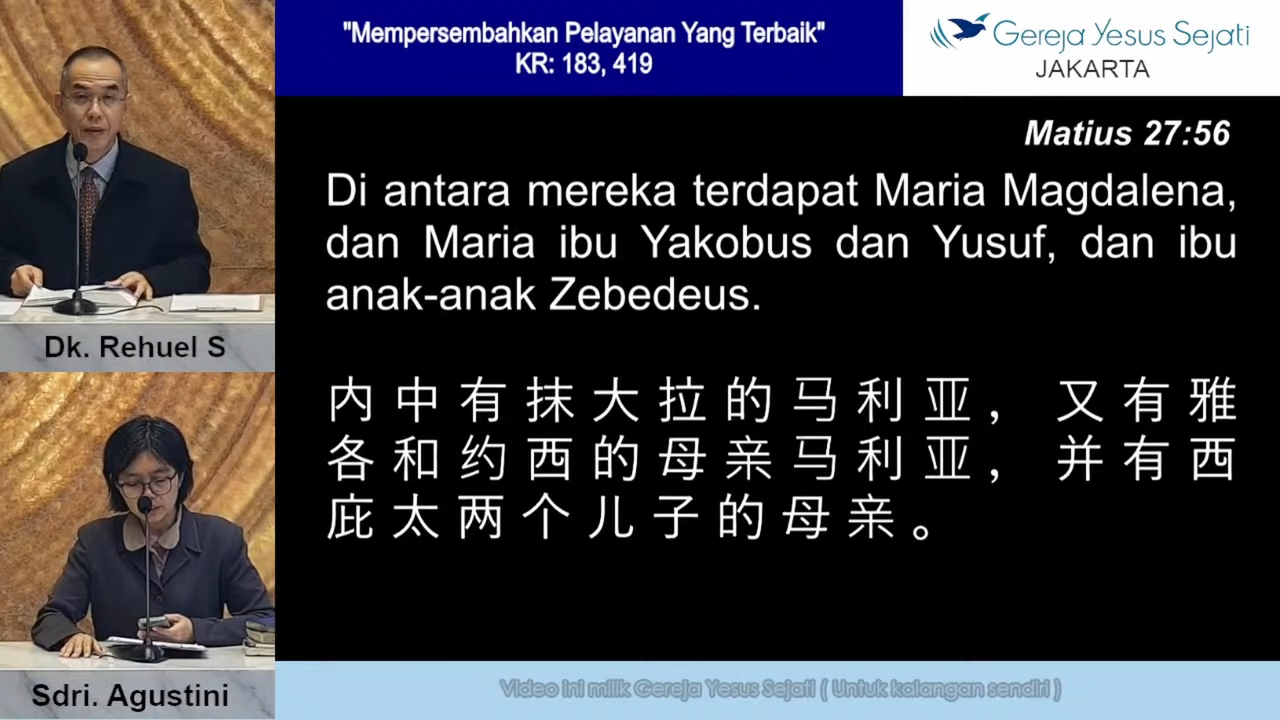 "Mempersembahkan Pelayanan Yang Terbaik"
KR: 183, 419
Gereja Yesus Sejati
JAKARTA
Matius 27:56
Di antara mereka terdapat Maria Magdalena,
dan Maria ibu Yakobus dan Yusuf, dan ibu
anak-anak Zebedeus.
内中有抹大拉的马利亚，又有雅
各和约西的母亲马利亚，并有西
庇太两个儿子的母亲。
Dk. Rehuel S
Sdri. Agustini
Video ini milik Gereja Yesus Sejati ( Untuk kalangan sendiri )